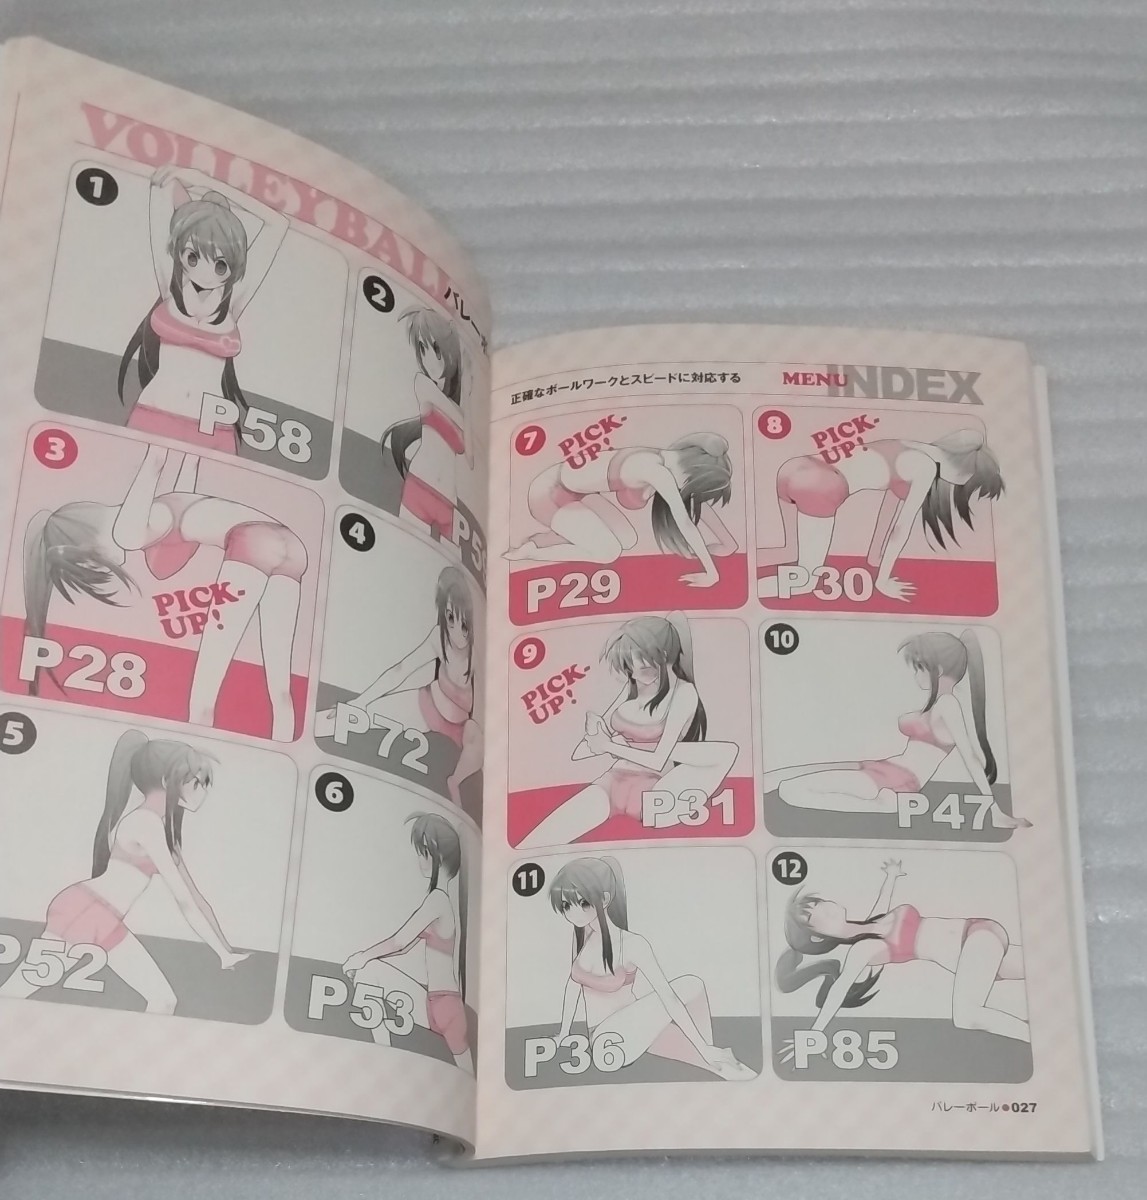 VOLLEYBALL
バレーボ
1
P58
2
P5
3
PICK-
UP!
P28
4
P72
5
P52
6
P53
正確なボールワークとスピードに対応する
MENU INDEX
7
PICK-
UP!
P29
8
PICK-
UP!
P30
9
PICK-
UP!
P31
10
P47
11
P36
12
P85
バレーボール●027